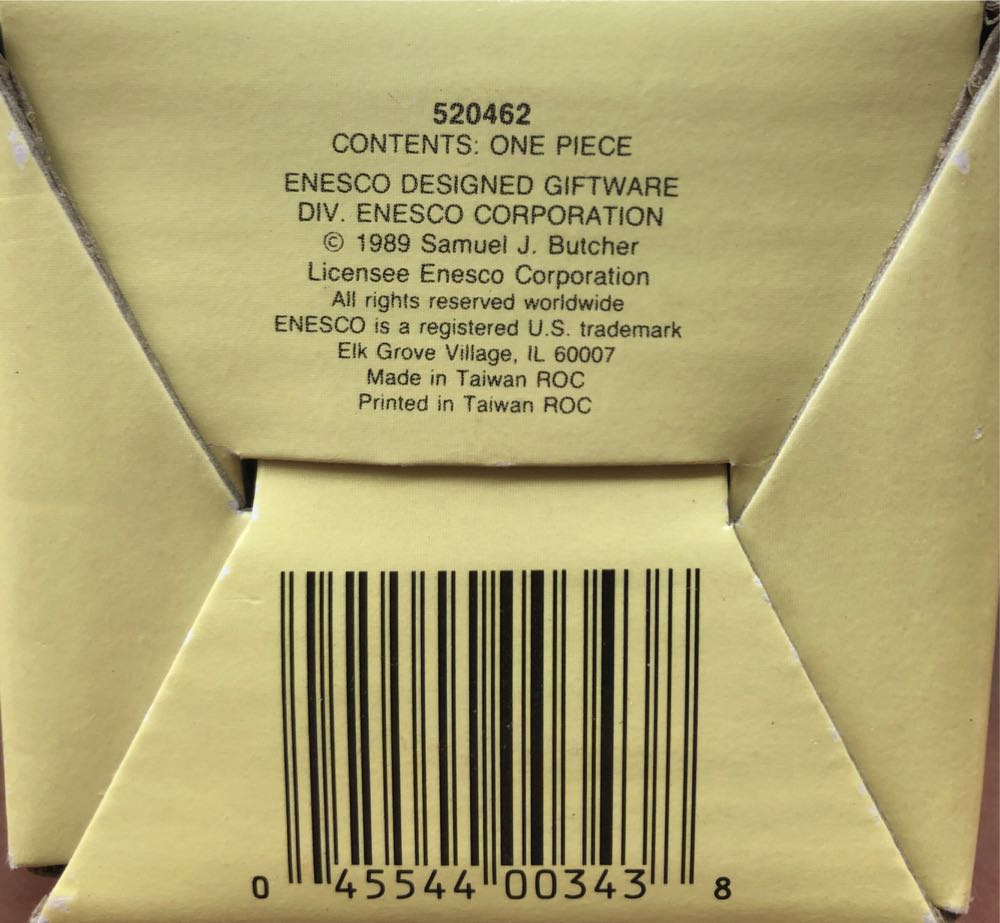 520462
CONTENTS: ONE PIECE
ENESCO DESIGNED GIFTWARE
DIV. ENESCO CORPORATION
© 1989 Samuel J. Butcher
Licensee Enesco Corporation
All rights reserved worldwide
ENESCO is a registered U.S. trademark
Elk Grove Village, IL 60007
Made in Taiwan ROC
Printed in Taiwan ROC
0 45544 00343 8